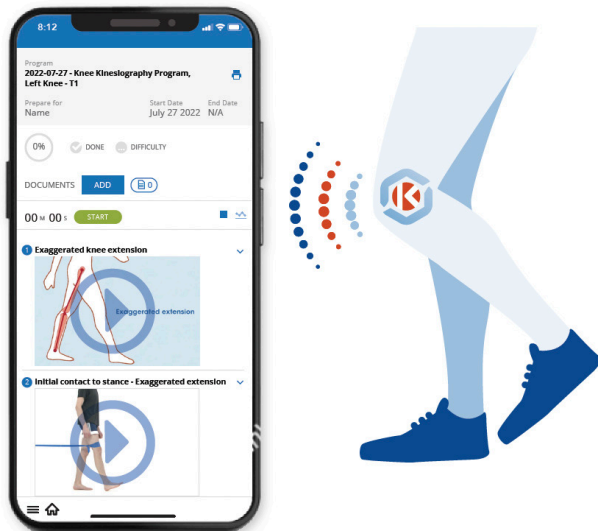 8:12
Program
2022-07-27 - Knee Kineslography Program,
Left Knee - T1
Prepare for
Start Date
End Date
Name
July 27 2022
N/A
0%
DONE
DIFFICULTY
DOCUMENTS
ADD
0
00 M 00 S
START
1 Exaggerated knee extension
Exaggerated extension
2 Initial contact to stance - Exaggerated extension
K